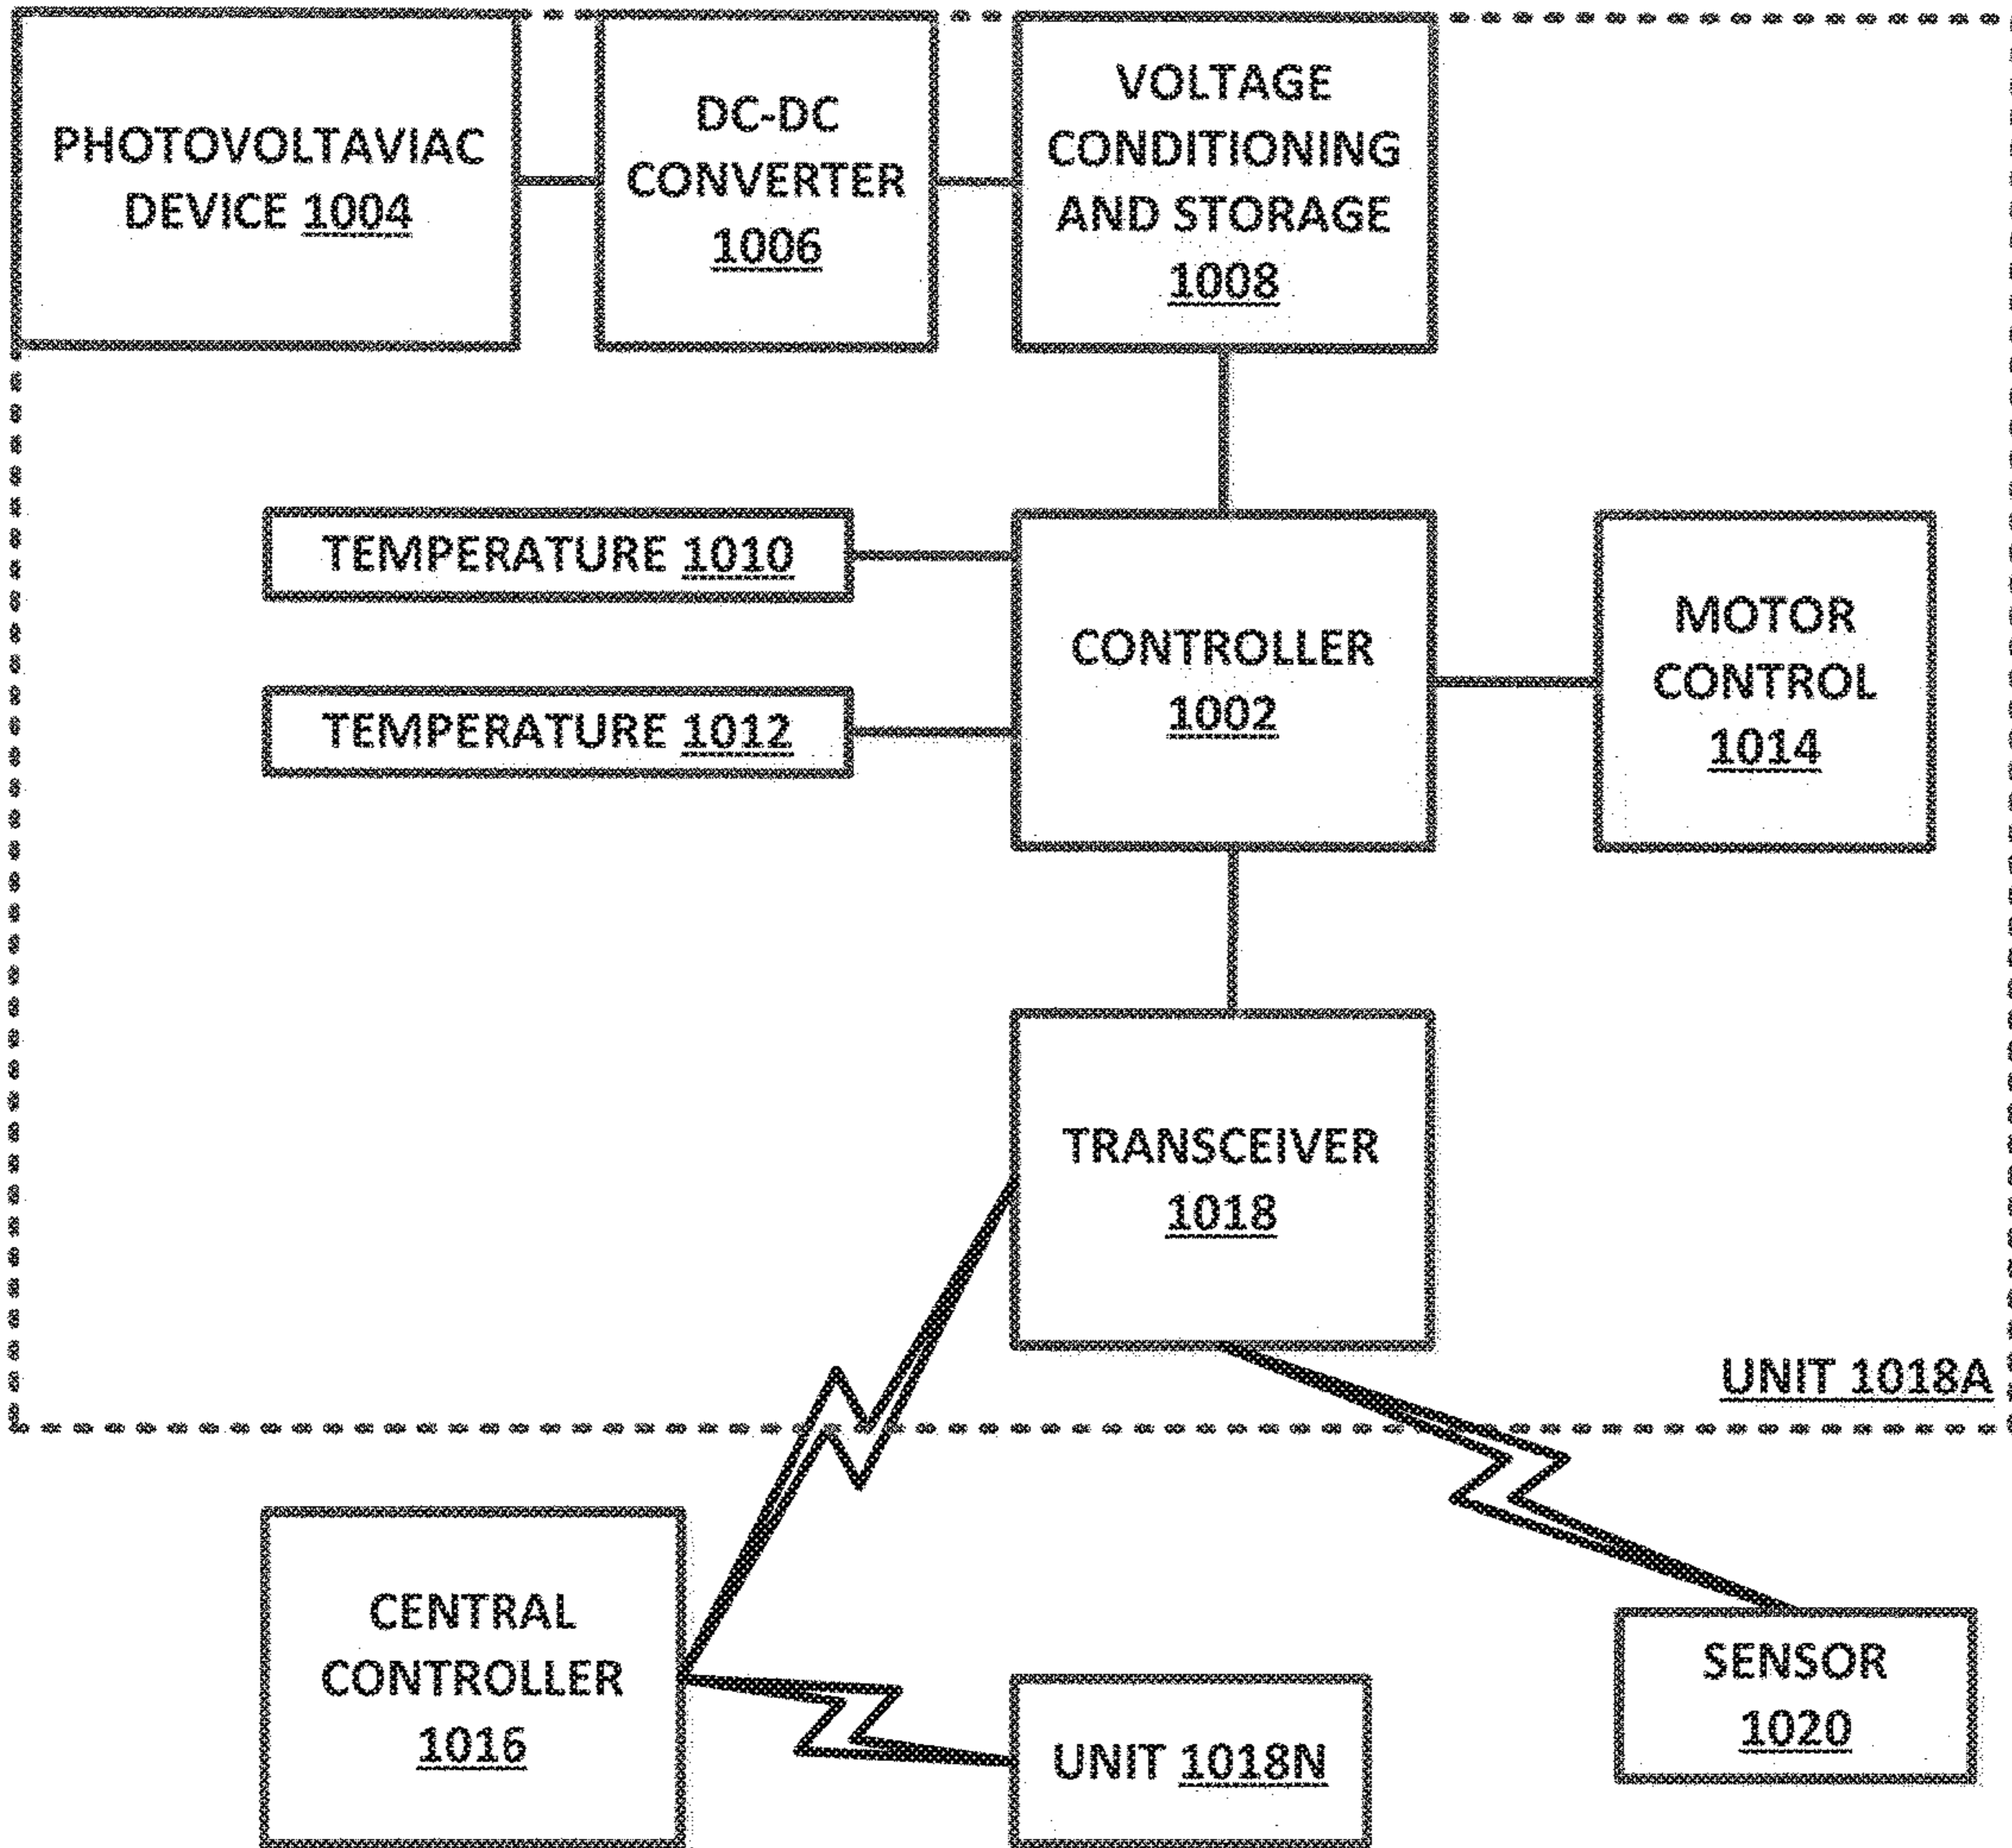 PHOTOVOLTAVIAC
DEVICE 1004
DC-DC
CONVERTER
1006
VOLTAGE
CONDITIONING
AND STORAGE
1008
TEMPERATURE 1010
TEMPERATURE 1012
CONTROLLER
1002
MOTOR
CONTROL
1014
TRANSCEIVER
1018
UNIT 1018A
CENTRAL
CONTROLLER
1016
UNIT 1018N
SENSOR
1020